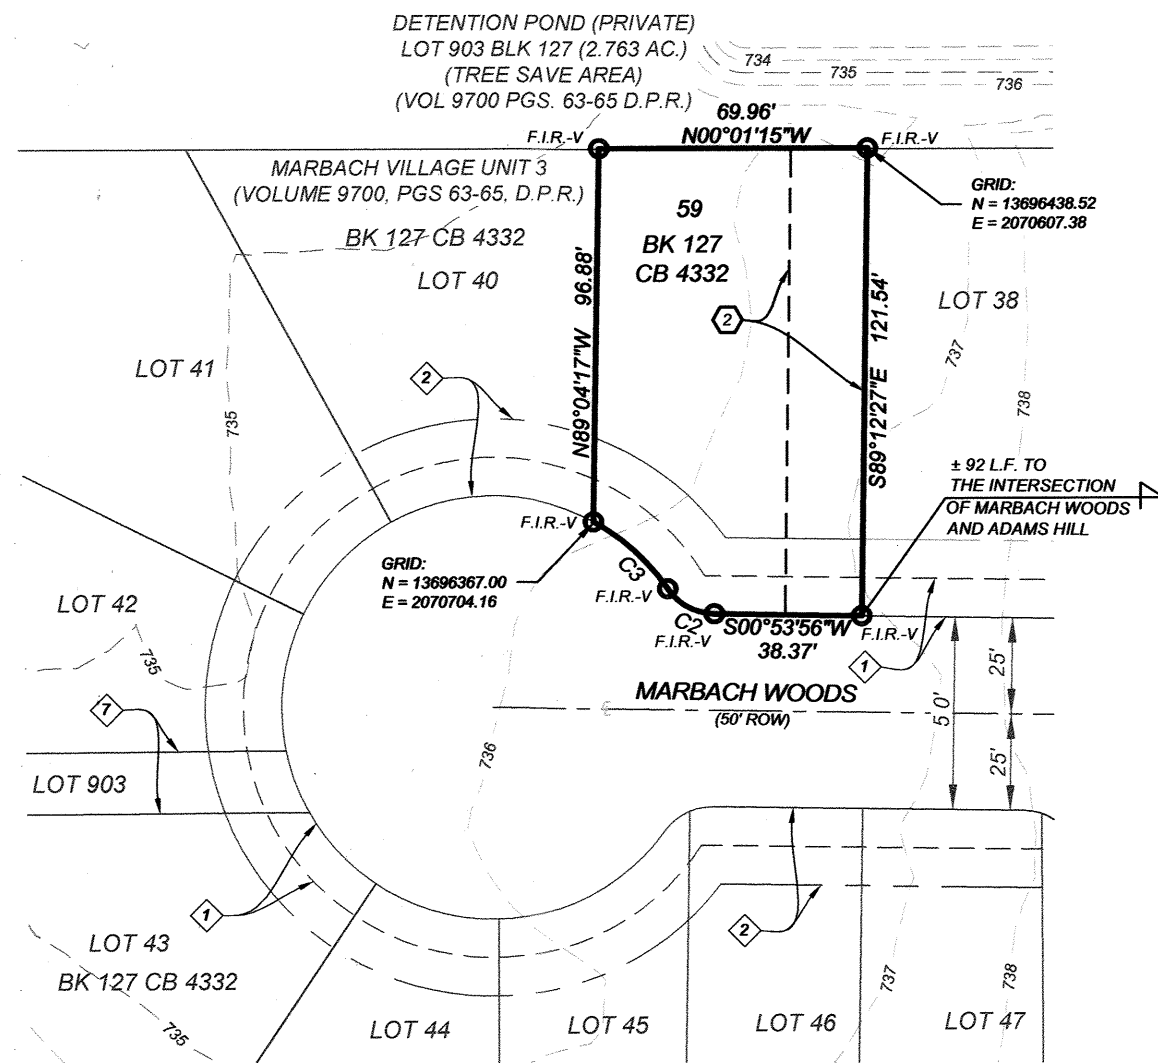 DETENTION POND (PRIVATE)
LOT 903 BLK 127 (2.763 AC.)
(TREE SAVE AREA)
(VOL 9700 PGS. 63-65 D.P.R.)
734
735
736
69.96'
N00°01'15"W
F.I.R.-V
F.I.R.-V
MARBACH VILLAGE UNIT 3
(VOLUME 9700, PGS 63-65, D.P.R.)
BK 127 CB 4332
LOT 40
59
BK 127
CB 4332
GRID:
N = 13696438.52
E = 2070607.38
LOT 38
2
N89°04'17"W 96.88'
S89°12'27"E 121.54'
737
738
LOT 41
735
2
± 92 L.F. TO
THE INTERSECTION
OF MARBACH WOODS
AND ADAMS HILL
F.I.R.-V
GRID:
N = 13696367.00
E = 2070704.16
C3
F.I.R.-V
C2
F.I.R.-V
S00°53'56"W
38.37'
F.I.R.-V
1
LOT 42
735
MARBACH WOODS
(50' ROW)
50'
25'
25'
7
736
LOT 903
1
2
LOT 43
BK 127 CB 4332
735
LOT 44
LOT 45
LOT 46
LOT 47
737
738